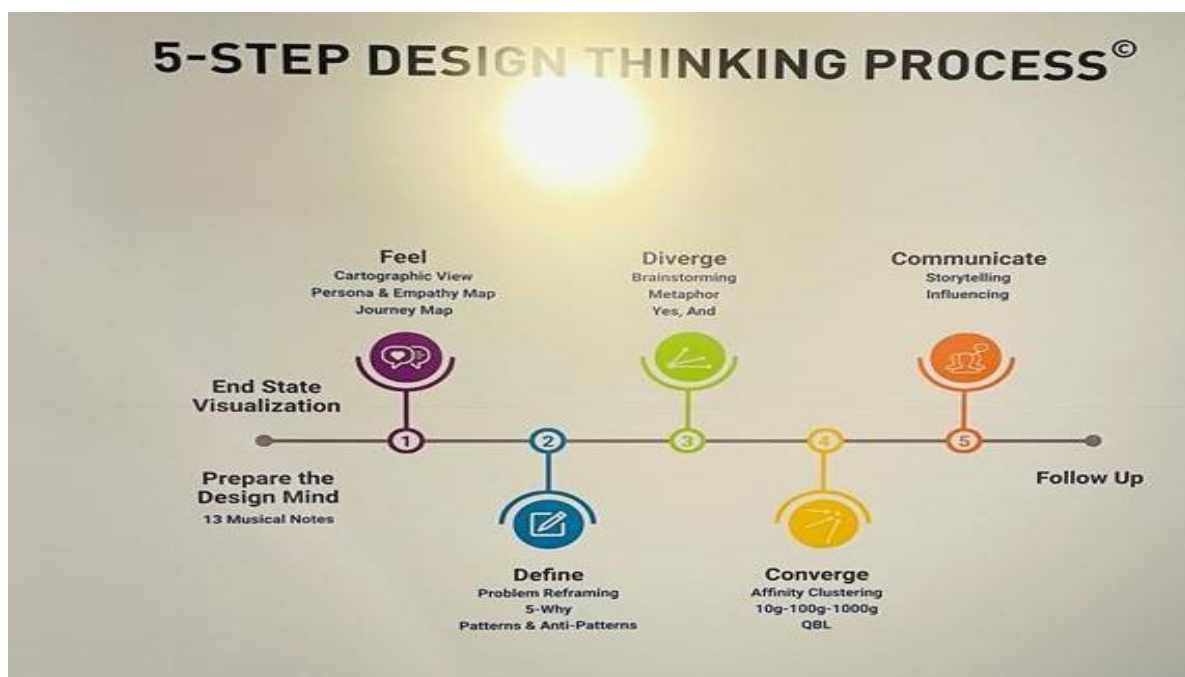 5-STEP DESIGN THINKING PROCESS©
Feel
Cartographic View
Persona & Empathy Map
Journey Map
Diverge
Brainstorming
Metaphor
Yes, And
Communicate
Storytelling
Influencing
End State
Visualization
1
2
3
4
5
Prepare the
Design Mind
13 Musical Notes
Follow Up
Define
Problem Reframing
5-Why
Patterns & Anti-Patterns
Converge
Affinity Clustering
10g-100g-1000g
QBL